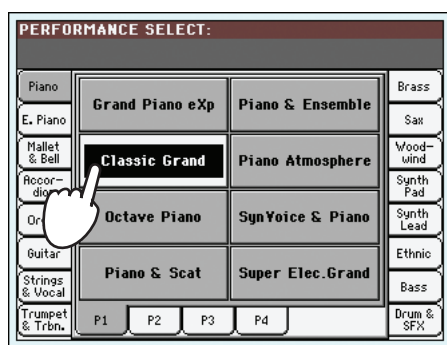 PERFORMANCE SELECT:
Piano
E. Piano
Mallet
& Bell
Accor-
Guitar
Strings
& Vocal
Trumpet
& Trbn.
Grand Piano eXp
Piano & Ensemble
Classic Grand
Piano Atmosphere
Octave Piano
SynVoice & Piano
Piano & Scat
Super Elec.Grand
P1
P2
P3
P4
Brass
Sax
Wood-
wind
Synth
Pad
Synth
Lead
Ethnic
Bass
Drum &
SFX